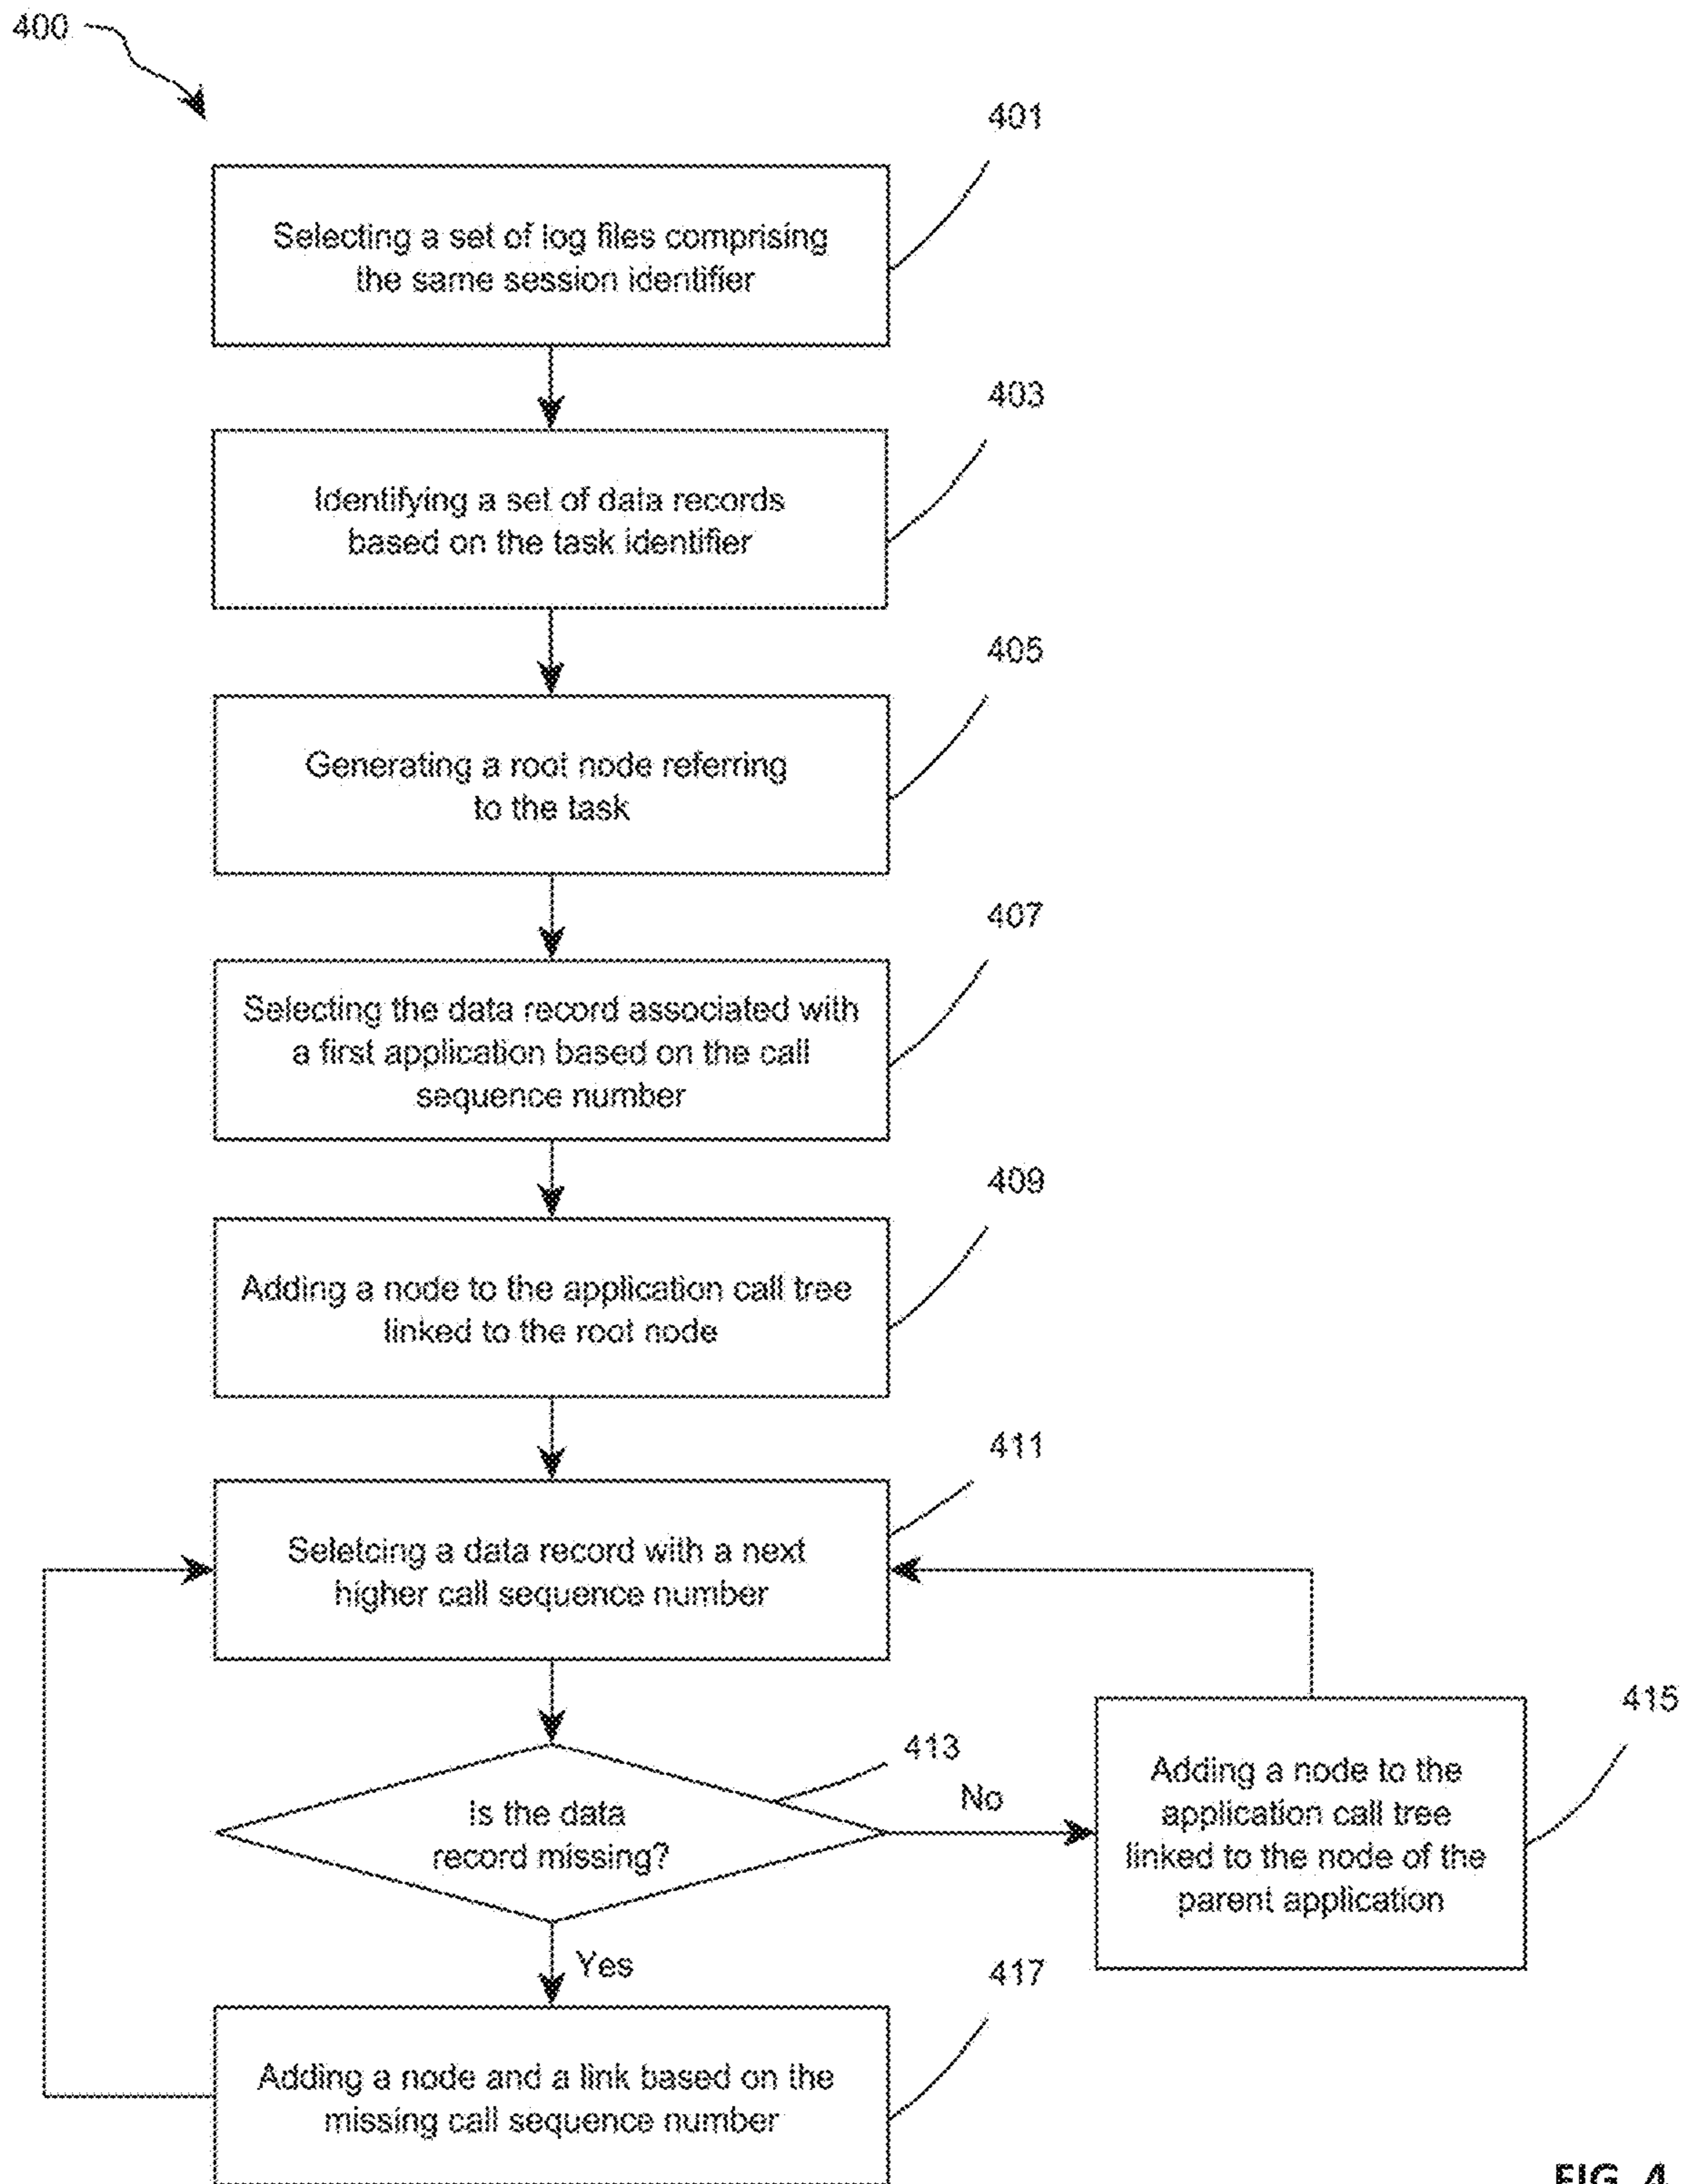 400
401
Selecting a set of log files comprising
the same session identifier
403
Identifying a set of data records
based on the task identifier
405
Generating a root node referring
to the task
407
Selecting the data record associated with
a first application based on the call
sequence number
409
Adding a node to the application call tree
linked to the root node
411
Seletcing a data record with a next
higher call sequence number
413
Is the data
record missing?
No
415
Adding a node to the
application call tree
linked to the node of the
parent application
Yes
417
Adding a node and a link based on the
missing call sequence number
FIG. 4